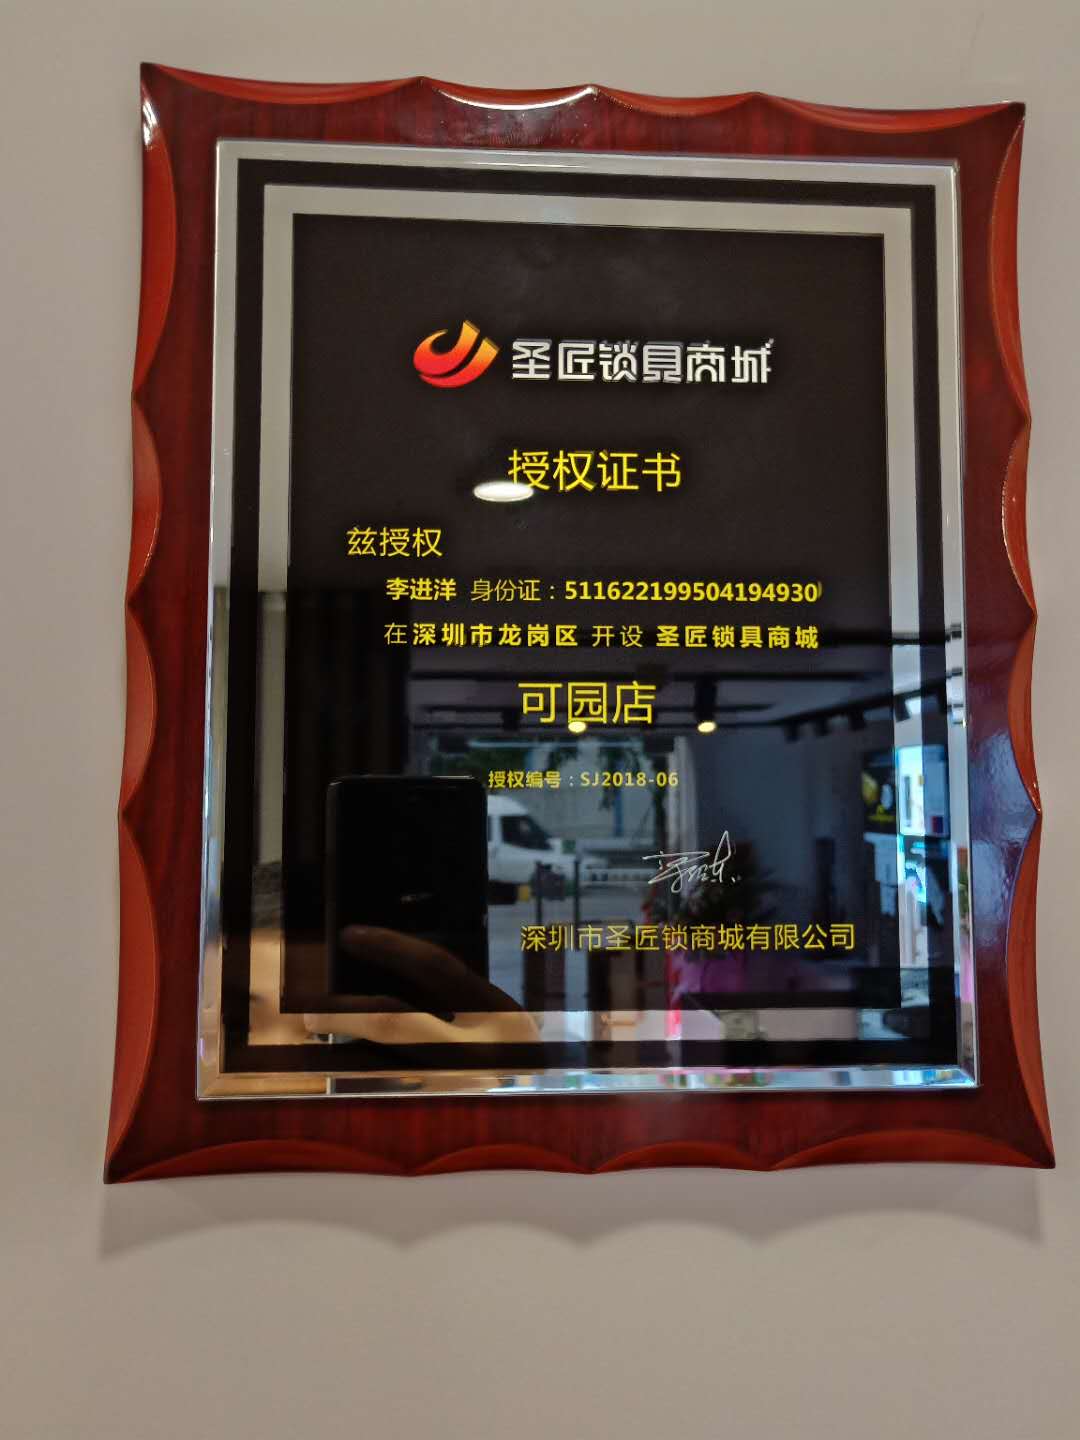 圣匠锁具商城
授权证书
兹授权
李进洋 身份证：511622199504194930
在深圳市龙岗区 开设 圣匠锁具商城
可园店
授权编号：SJ2018-06
深圳市圣匠锁商城有限公司